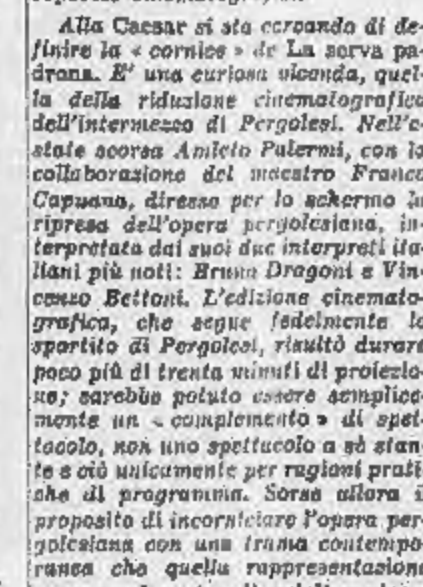 Alla Caesar si sta cercando di de-
finire la « cornice » de La serva pa-
drona. E' una curiosa vicenda, quel-
la della riduzione cinematografica
dell'intermezzo di Pergolesi. Nell'e-
state scorsa Amleto Palermi, con la
collaborazione del maestro Franco
Capuana, diresse per lo schermo la
ripresa dell'opera pergolesiana, in-
terpretata dai suoi due interpreti ita-
liani più noti: Bruna Dragoni e Vin-
cenzo Bettoni. L'edizione cinemato-
grafica, che segue fedelmente lo
spartito di Pergolesi, risultò durare
poco più di trenta minuti di proiezio-
ne; sarebbe potuto essere semplice-
mente un « complemento » di spet-
tacolo, non uno spettacolo a sè stan-
te e ciò unicamente per ragioni prati-
che di programma. Sorse allora il
proposito di incorniciare l'opera per-
golesiana con una trama contempo-
ranea che quella rappresentazione